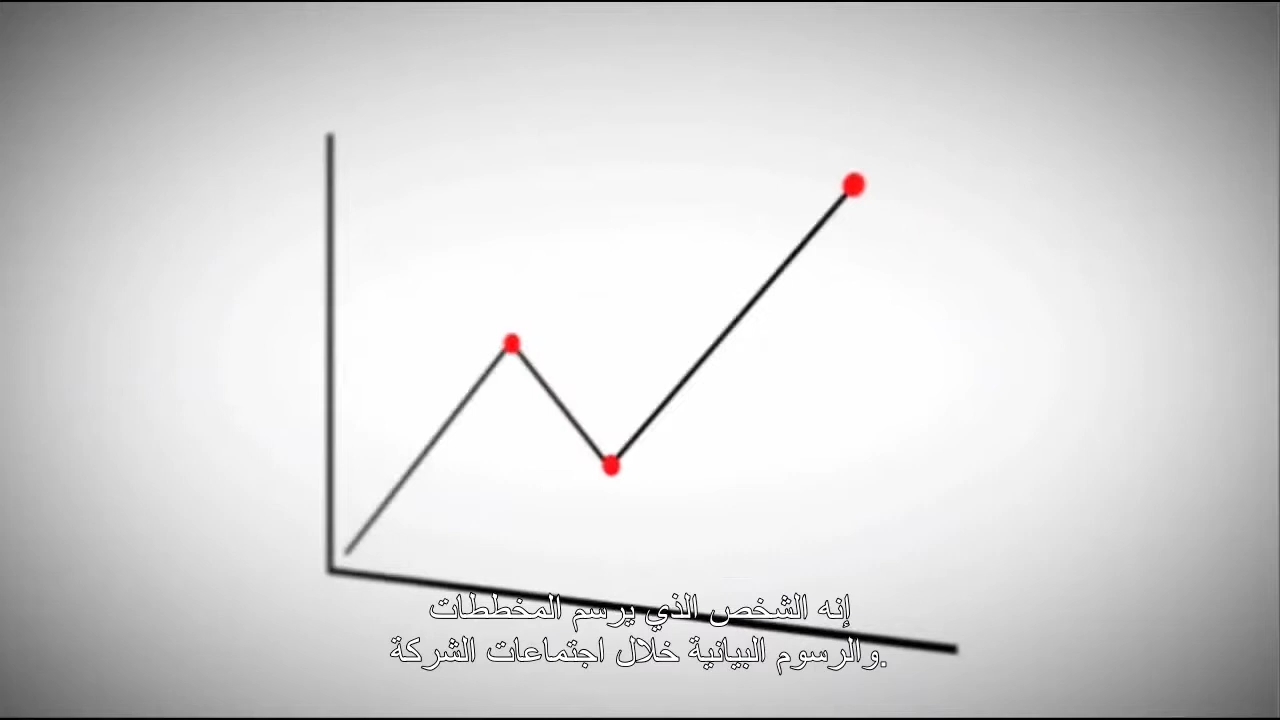 إنه الشخص الذي يرسم المخططات
والرسوم البيانية خلال اجتماعات الشركة.